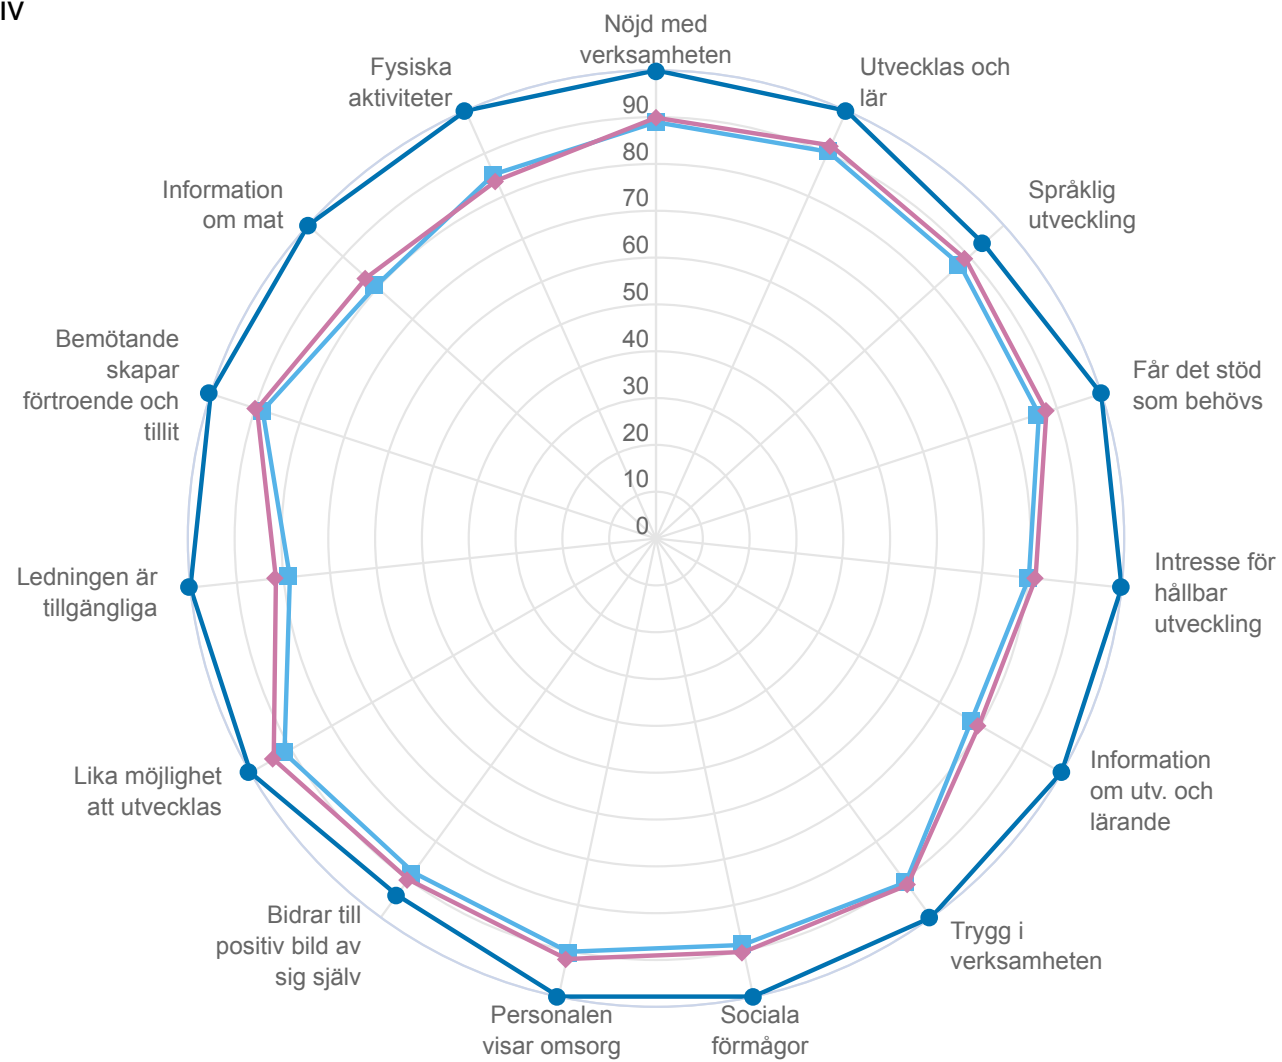 IV
Nöjd med
verksamheten
Utvecklas och
lär
Språklig
utveckling
Får det stöd
som behövs
Intresse för
hållbar
utveckling
Information
om utv. och
lärande
Trygg i
verksamheten
Sociala
förmågor
Personalen
visar omsorg
Bidrar till
positiv bild av
sig själv
Lika möjlighet
att utvecklas
Ledningen är
tillgängliga
Bemötande
skapar
förtroende och
tillit
Information
om mat
Fysiska
aktiviteter
90
80
70
60
50
40
30
20
10
0